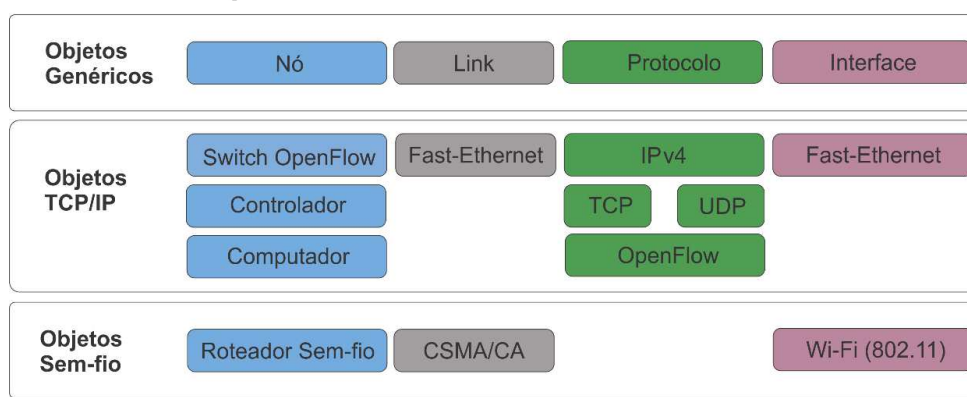 Objetos
Genéricos
Nó
Link
Protocolo
Interface
Objetos
TCP/IP
Switch OpenFlow
Fast-Ethernet
IPv4
Fast-Ethernet
Controlador
TCP
UDP
Computador
OpenFlow
Objetos
Sem-fio
Roteador Sem-fio
CSMA/CA
Wi-Fi (802.11)